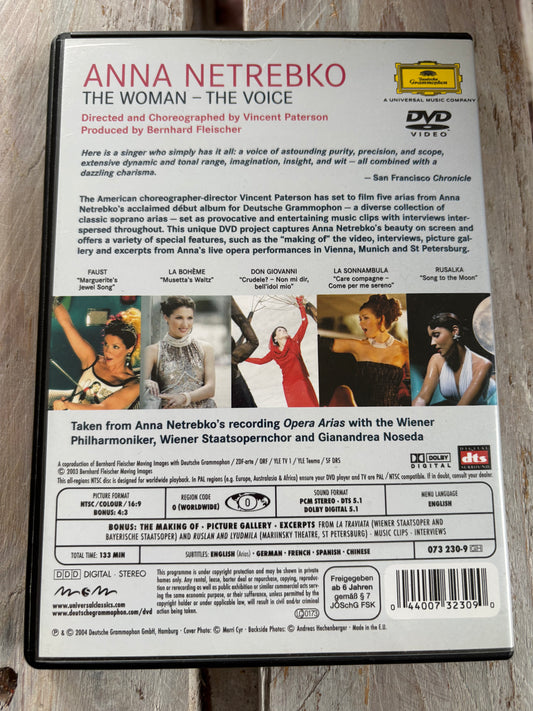 ANNA NETREBKO
THE WOMAN – THE VOICE
Directed and Choreographed by Vincent Paterson
Produced by Bernhard Fleischer
Deutsche
Grammophon
A UNIVERSAL MUSIC COMPANY
DVD
VIDEO
Here is a singer who simply has it all: a voice of astounding purity, precision, and scope,
extensive dynamic and tonal range, imagination, insight, and wit — all combined with a
dazzling charisma.
— San Francisco Chronicle
The American choreographer-director Vincent Paterson has set to film five arias from Anna
Netrebko's acclaimed début album for Deutsche Grammophon — a diverse collection of
classic soprano arias — set as provocative and entertaining music clips with interviews inter-
spersed throughout. This unique DVD project captures Anna Netrebko's beauty on screen and
offers a variety of special features, such as the "making of" the video, interviews, picture gal-
lery and excerpts from Anna's live opera performances in Vienna, Munich and St Petersburg.
FAUST
"Marguerite's
Jewel Song"
LA BOHÈME
"Musetta's Waltz"
DON GIOVANNI
"Crudele? – Non mi dir,
bell'idol mio"
LA SONNAMBULA
"Care compagne –
Come per me sereno"
RUSALKA
"Song to the Moon"
Taken from Anna Netrebko's recording Opera Arias with the Wiener
Philharmoniker, Wiener Staatsopernchor and Gianandrea Noseda
A coproduction of Bernhard Fleischer Moving Images with Deutsche Grammophon / ZDF-arte / ORF / YLE TV 1 / YLE Teema / SF DRS
℗ © 2003 Bernhard Fleischer Moving Images
This all-regions NTSC disc is designed for worldwide playback. In PAL regions (e.g. Europe, Australasia & Africa) ensure your DVD player and TV are PAL / NTSC compatible. If in doubt, consult your dealer.
DOLBY
DIGITAL
DIGITAL
dts
SURROUND
PICTURE FORMAT
NTSC/COLOUR/16:9
BONUS: 4:3
REGION CODE
0 (WORLDWIDE)
0
SOUND FORMAT
PCM STEREO · DTS 5.1
DOLBY DIGITAL 5.1
MENU LANGUAGE
ENGLISH
BONUS: THE MAKING OF · PICTURE GALLERY · EXCERPTS FROM LA TRAVIATA (WIENER STAATSOPER AND
BAYERISCHE STAATSOPER) AND RUSLAN AND LYUDMILA (MARIINSKY THEATRE, ST PETERSBURG) · MUSIC CLIPS · INTERVIEWS
TOTAL TIME: 133 MIN
SUBTITLES: ENGLISH (Arias) · GERMAN · FRENCH · SPANISH · CHINESE
073 230-9 GH
DDD DIGITAL · STEREO
www.universalclassics.com
www.deutschegrammophon.com/dvd
This programme is under copyright protection and may be shown in private homes
only. Any rental, lease, barter deal or repurchase, copying, reproduction
or rerecording as well as public exhibition or similar commercial acts serving
the same economic purpose, or their sufferance, unless permitted by the
copyright holder or under applicable law, will result in civil and/or criminal
action being taken.
LC 0173
Freigegeben
ab 6 Jahren
gemäß § 7
JÖSchG FSK
0 44007 32309 0
℗ & © 2004 Deutsche Grammophon GmbH, Hamburg · Cover Photo: © Merri Cyr · Backside Photos: © Andreas Hechenberger · Made in the E.U.